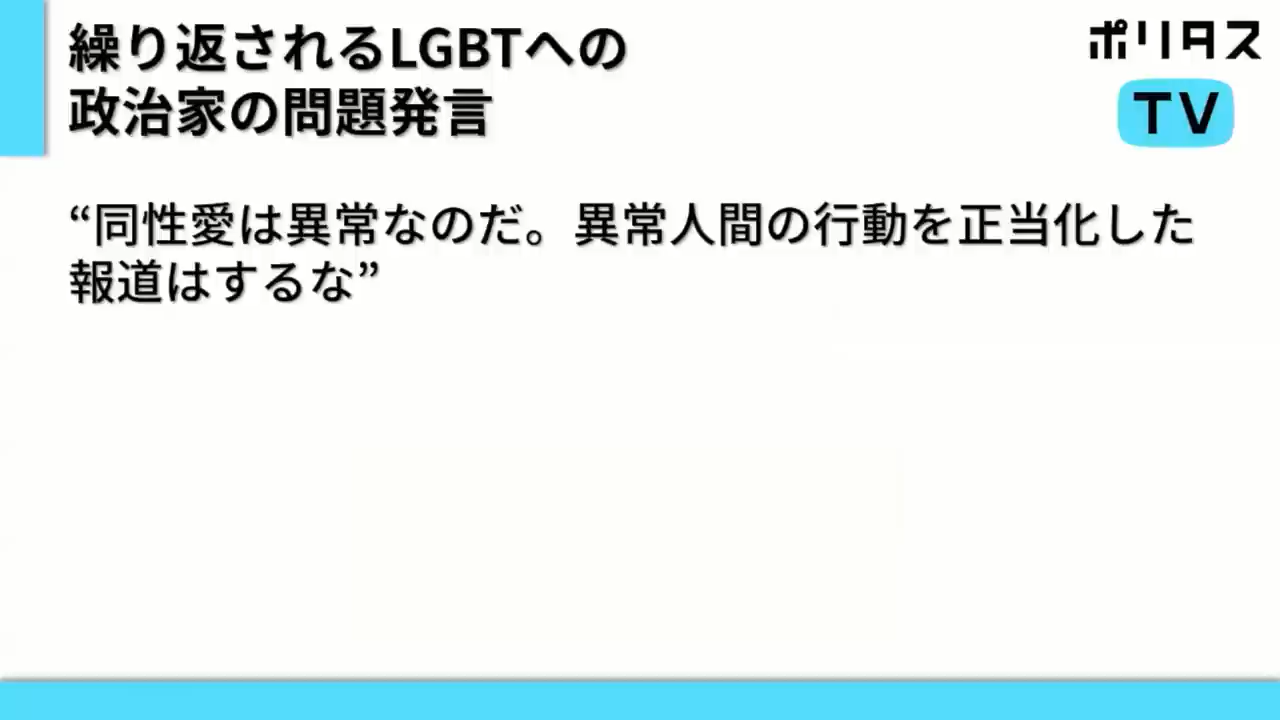 繰り返されるLGBTへの
政治家の問題発言
ポリタス
TV
“同性愛は異常なのだ。異常人間の行動を正当化した
報道はするな”